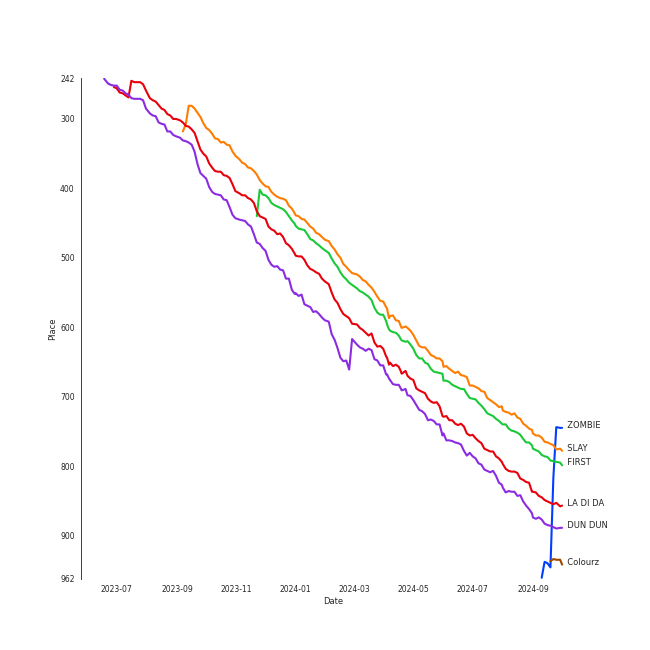 242
300
400
500
600
700
800
900
962
Place
2023-07
2023-09
2023-11
2024-01
2024-03
2024-05
2024-07
2024-09
Date
ZOMBIE
SLAY
FIRST
LA DI DA
DUN DUN
Colourz